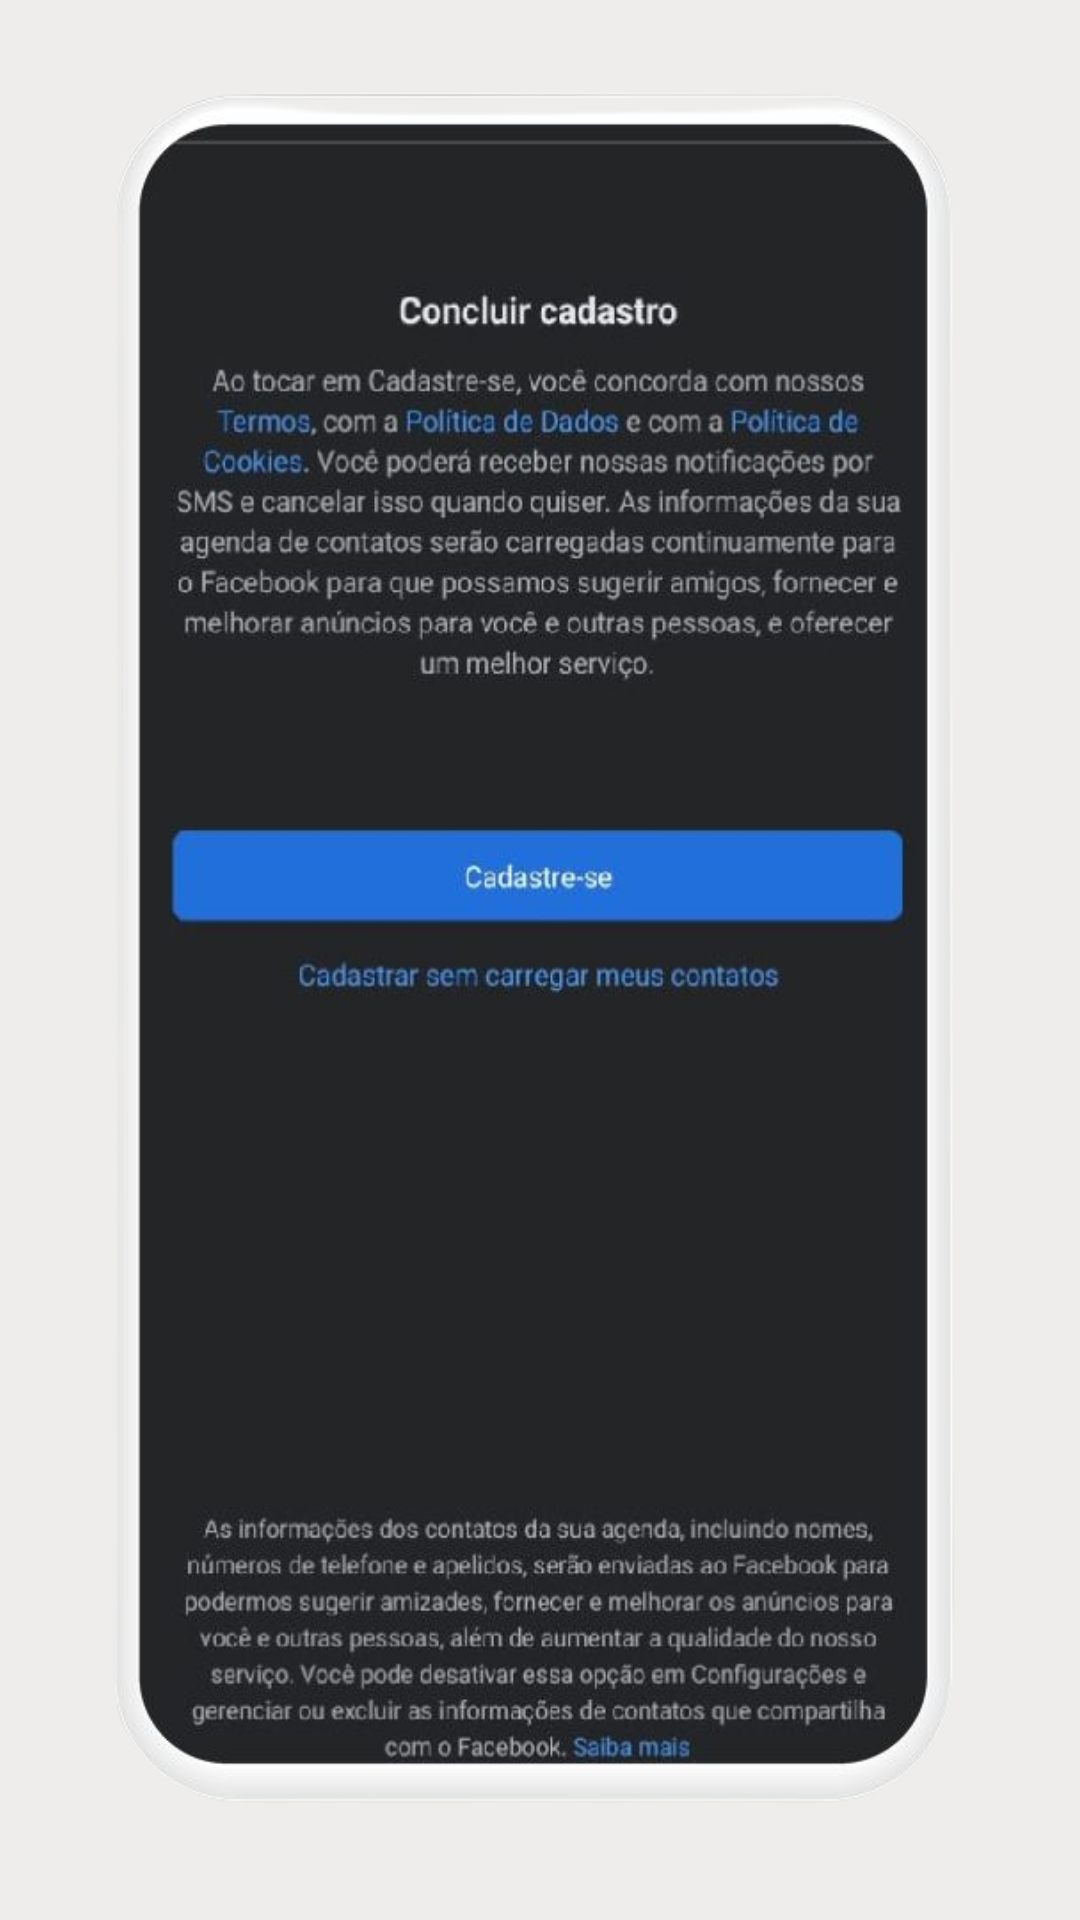 Concluir cadastro
Ao tocar em Cadastre-se, você concorda com nossos
Termos, com a Política de Dados e com a Política de
Cookies. Você poderá receber nossas notificações por
SMS e cancelar isso quando quiser. As informações da sua
agenda de contatos serão carregadas continuamente para
o Facebook para que possamos sugerir amigos, fornecer e
melhorar anúncios para você e outras pessoas, e oferecer
um melhor serviço.
Cadastre-se
Cadastrar sem carregar meus contatos
As informações dos contatos da sua agenda, incluindo nomes,
números de telefone e apelidos, serão enviadas ao Facebook para
podermos sugerir amizades, fornecer e melhorar os anúncios para
você e outras pessoas, além de aumentar a qualidade do nosso
serviço. Você pode desativar essa opção em Configurações e
gerenciar ou excluir as informações de contatos que compartilha
com o Facebook. Saiba mais